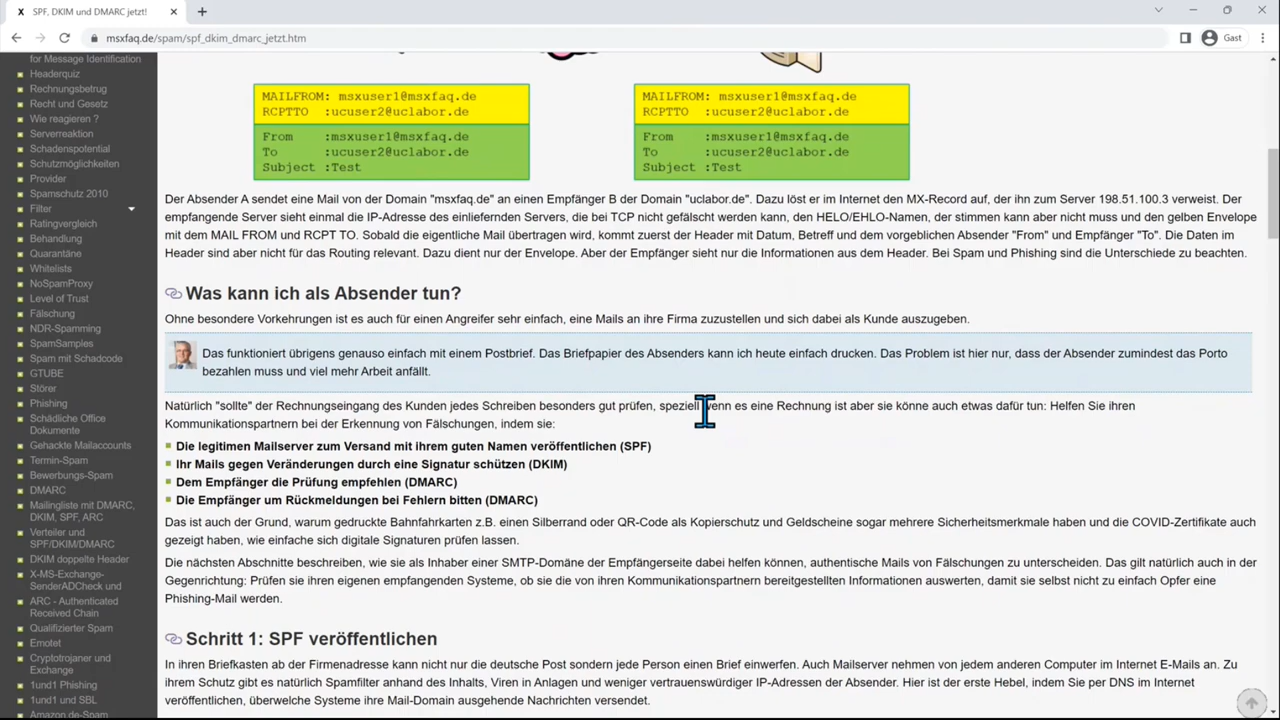 SPF, DKIM und DMARC jetzt!
msxfaq.de/spam/spf_dkim_dmarc_jetzt.htm
Gast
for Message Identification
Headerquiz
Rechnungsbetrug
Recht und Gesetz
Wie reagieren ?
Serverreaktion
Schadenspotential
Schutzmöglichkeiten
Provider
Spamschutz 2010
Filter
Ratingvergleich
Behandlung
Quarantäne
Whitelists
NoSpamProxy
Level of Trust
Fälschung
NDR-Spamming
SpamSamples
Spam mit Schadcode
GTUBE
Störer
Phishing
Schädliche Office
Dokumente
Gehackte Mailaccounts
Termin-Spam
Bewerbungs-Spam
DMARC
Mailingliste mit DMARC,
DKIM, SPF, ARC
Verteiler und
SPF/DKIM/DMARC
DKIM doppelte Header
X-MS-Exchange-
SenderADCheck und
ARC - Authenticated
Received Chain
Qualifizierter Spam
Emotet
Cryptotrojaner und
Exchange
1und1 Phishing
1und1 und SBL
Amazon de-Spam
MAILFROM: msxuser1@msxfaq.de
RCPTTO :ucuser2@uclabor.de
From :msxuser1@msxfaq.de
To :ucuser2@uclabor.de
Subject :Test
MAILFROM: msxuser1@msxfaq.de
RCPTTO :ucuser2@uclabor.de
From :msxuser1@msxfaq.de
To :ucuser2@uclabor.de
Subject :Test
Der Absender A sendet eine Mail von der Domain "msxfaq.de" an einen Empfänger B der Domain "uclabor.de". Dazu löst er im Internet den MX-Record auf, der ihn zum Server 198.51.100.3 verweist. Der
empfangende Server sieht einmal die IP-Adresse des einliefernden Servers, die bei TCP nicht gefälscht werden kann, den HELO/EHLO-Namen, der stimmen kann aber nicht muss und den gelben Envelope
mit dem MAIL FROM und RCPT TO. Sobald die eigentliche Mail übertragen wird, kommt zuerst der Header mit Datum, Betreff und dem vorgeblichen Absender "From" und Empfänger "To". Die Daten im
Header sind aber nicht für das Routing relevant. Dazu dient nur der Envelope. Aber der Empfänger sieht nur die Informationen aus dem Header. Bei Spam und Phishing sind die Unterschiede zu beachten.
Was kann ich als Absender tun?
Ohne besondere Vorkehrungen ist es auch für einen Angreifer sehr einfach, eine Mails an ihre Firma zuzustellen und sich dabei als Kunde auszugeben.
Das funktioniert übrigens genauso einfach mit einem Postbrief. Das Briefpapier des Absenders kann ich heute einfach drucken. Das Problem ist hier nur, dass der Absender zumindest das Porto
bezahlen muss und viel mehr Arbeit anfällt.
Natürlich "sollte" der Rechnungseingang des Kunden jedes Schreiben besonders gut prüfen, speziell wenn es eine Rechnung ist aber sie könne auch etwas dafür tun: Helfen Sie ihren
Kommunikationspartnern bei der Erkennung von Fälschungen, indem sie:
Die legitimen Mailserver zum Versand mit ihrem guten Namen veröffentlichen (SPF)
Ihr Mails gegen Veränderungen durch eine Signatur schützen (DKIM)
Dem Empfänger die Prüfung empfehlen (DMARC)
Die Empfänger um Rückmeldungen bei Fehlern bitten (DMARC)
Das ist auch der Grund, warum gedruckte Bahnfahrkarten z.B. einen Silberrand oder QR-Code als Kopierschutz und Geldscheine sogar mehrere Sicherheitsmerkmale haben und die COVID-Zertifikate auch
gezeigt haben, wie einfache sich digitale Signaturen prüfen lassen.
Die nächsten Abschnitte beschreiben, wie sie als Inhaber einer SMTP-Domäne der Empfängerseite dabei helfen können, authentische Mails von Fälschungen zu unterscheiden. Das gilt natürlich auch in der
Gegenrichtung: Prüfen sie ihren eigenen empfangenden Systeme, ob sie die von ihren Kommunikationspartnern bereitgestellten Informationen auswerten, damit sie selbst nicht zu einfach Opfer eine
Phishing-Mail werden.
Schritt 1: SPF veröffentlichen
In ihren Briefkasten ab der Firmenadresse kann nicht nur die deutsche Post sondern jede Person einen Brief einwerfen. Auch Mailserver nehmen von jedem anderen Computer im Internet E-Mails an. Zu
ihrem Schutz gibt es natürlich Spamfilter anhand des Inhalts, Viren in Anlagen und weniger vertrauenswürdige IP-Adressen der Absender. Hier ist der erste Hebel, indem Sie per DNS im Internet
veröffentlichen, überwelche Systeme ihre Mail-Domain ausgehende Nachrichten versendet.